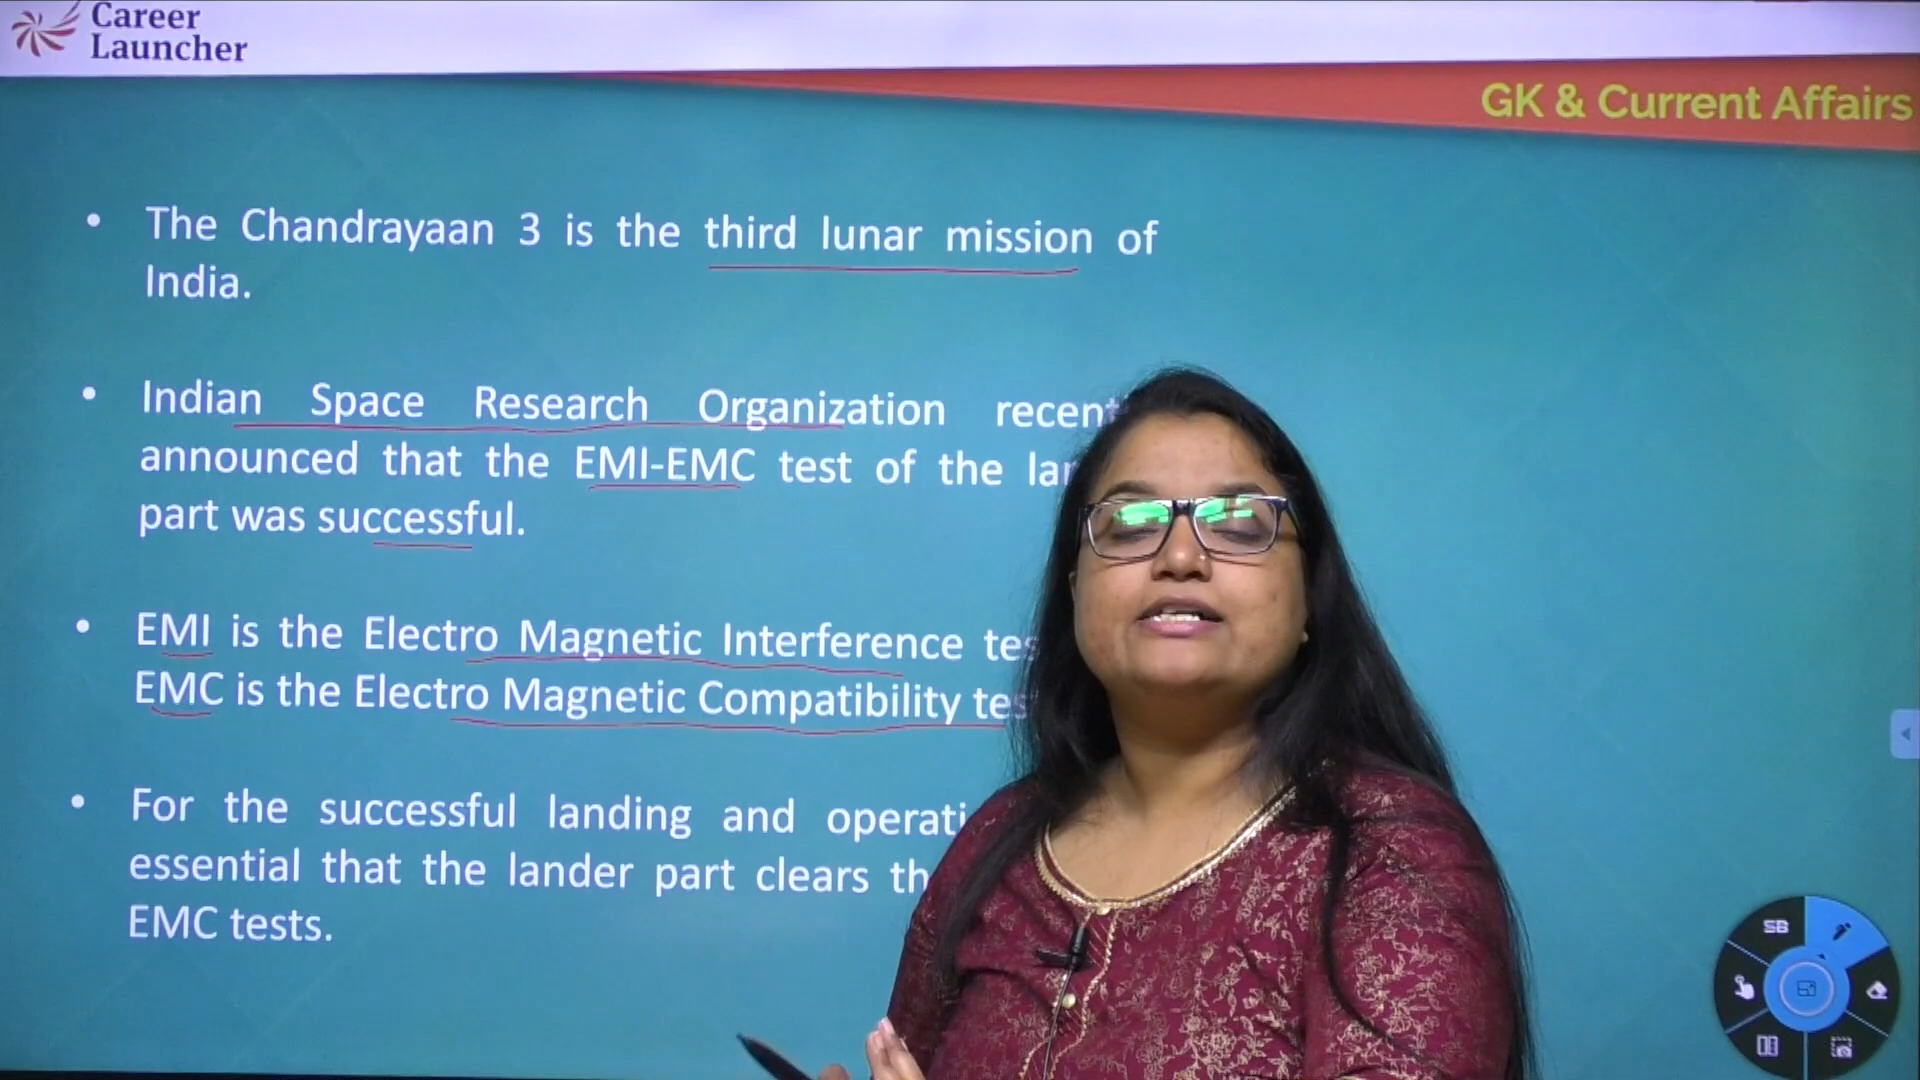 Career
Launcher
GK & Current Affairs
• The Chandrayaan 3 is the third lunar mission of
India.
• Indian Space Research Organization
announced that the EMI-EMC test of the
part was successful.
• EMI is the Electro Magnetic Interference
EMC is the Electro Magnetic Compatibility
• For the successful landing and
essential that the lander part clears
EMC tests.
SB